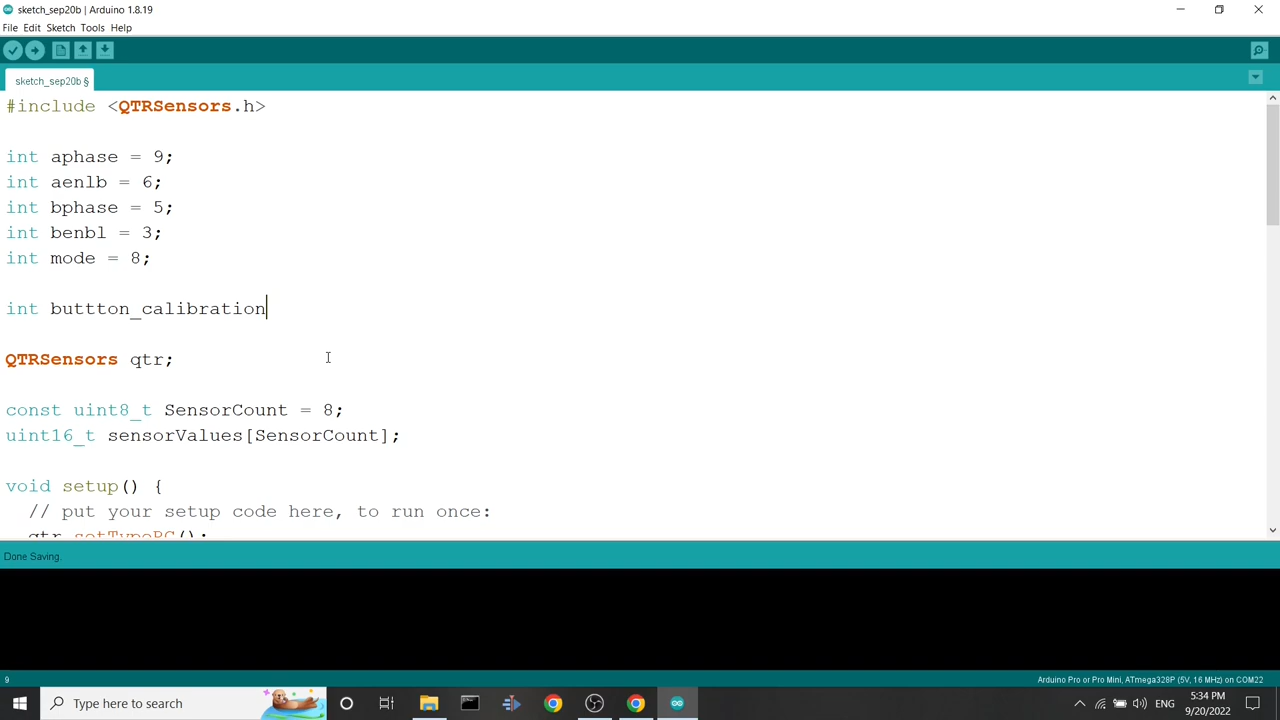 sketch_sep20b | Arduino 1.8.19
File Edit Sketch Tools Help
sketch_sep20b §
#include <QTRSensors.h>
int aphase = 9;
int aenlb = 6;
int bphase = 5;
int benbl = 3;
int mode = 8;
int buttton_calibration
QTRSensors qtr;
const uint8_t SensorCount = 8;
uint16_t sensorValues[SensorCount];
void setup() {
// put your setup code here, to run once:
qtr.setTypeRC();
Done Saving.
9
Arduino Pro or Pro Mini, ATmega328P (5V, 16 MHz) on COM22
Type here to search
ENG
5:34 PM
9/20/2022